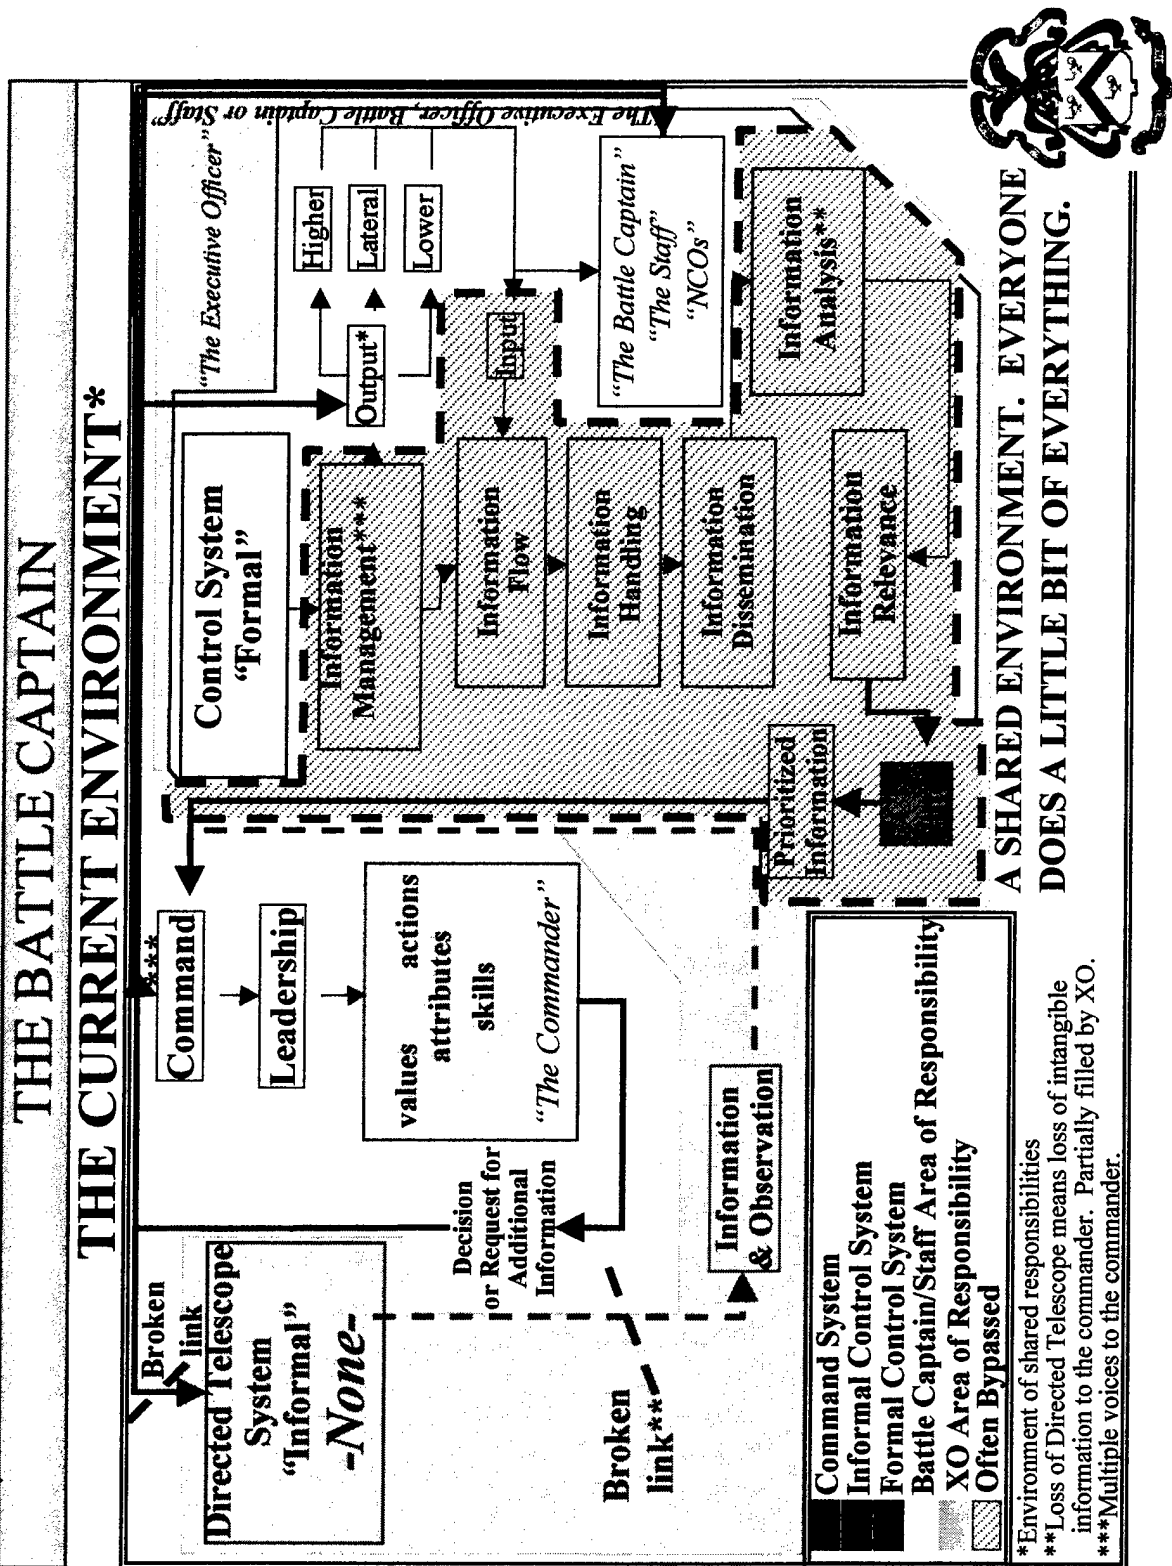 THE BATTLE CAPTAIN
THE CURRENT ENVIRONMENT*
Broken
link
Directed Telescope
System
“Informal”
-None-
Decision
or Request for
Additional
Information
Broken
link**
Information
& Observation
***
Command
Leadership
values actions
attributes
skills
“The Commander”
Control System
“Formal”
“The Executive Officer”
“The Executive Officer, Battle Captain or Staff”
Information
Management***
Output*
Higher
Lateral
Lower
Input
Information
Flow
Information
Handing
Information
Dissemination
“The Battle Captain”
“The Staff”
“NCOs”
Information
Analysis**
Information
Relevance
Prioritized
Information
Command System
Informal Control System
Formal Control System
Battle Captain/Staff Area of Responsibility
XO Area of Responsibility
Often Bypassed
*Environment of shared responsibilities
**Loss of Directed Telescope means loss of intangible
information to the commander. Partially filled by XO.
***Multiple voices to the commander.
A SHARED ENVIRONMENT. EVERYONE
DOES A LITTLE BIT OF EVERYTHING.